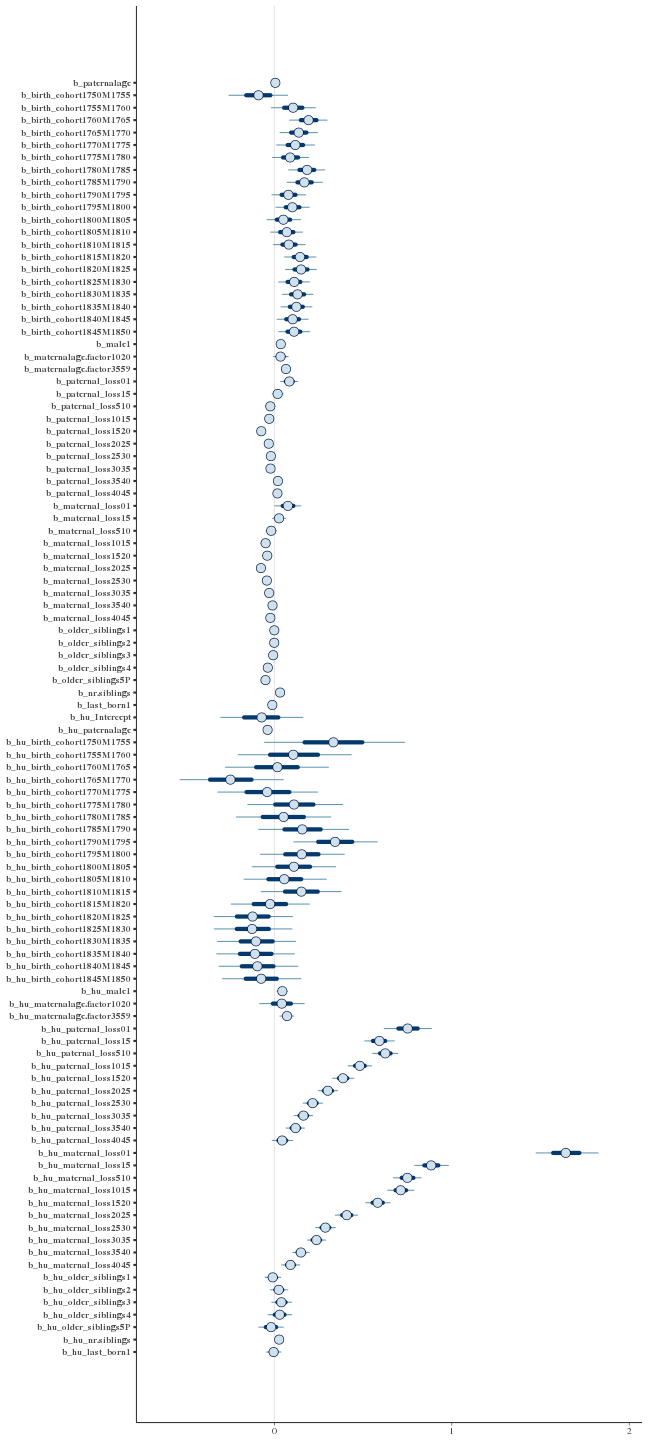 b_paternalage
b_birth_cohort1750M1755
b_birth_cohort1755M1760
b_birth_cohort1760M1765
b_birth_cohort1765M1770
b_birth_cohort1770M1775
b_birth_cohort1775M1780
b_birth_cohort1780M1785
b_birth_cohort1785M1790
b_birth_cohort1790M1795
b_birth_cohort1795M1800
b_birth_cohort1800M1805
b_birth_cohort1805M1810
b_birth_cohort1810M1815
b_birth_cohort1815M1820
b_birth_cohort1820M1825
b_birth_cohort1825M1830
b_birth_cohort1830M1835
b_birth_cohort1835M1840
b_birth_cohort1840M1845
b_birth_cohort1845M1850
b_male1
b_maternalage.factor1020
b_maternalage.factor3559
b_paternal_loss01
b_paternal_loss15
b_paternal_loss510
b_paternal_loss1015
b_paternal_loss1520
b_paternal_loss2025
b_paternal_loss2530
b_paternal_loss3035
b_paternal_loss3540
b_paternal_loss4045
b_maternal_loss01
b_maternal_loss15
b_maternal_loss510
b_maternal_loss1015
b_maternal_loss1520
b_maternal_loss2025
b_maternal_loss2530
b_maternal_loss3035
b_maternal_loss3540
b_maternal_loss4045
b_older_siblings1
b_older_siblings2
b_older_siblings3
b_older_siblings4
b_older_siblings5P
b_nr.siblings
b_last_born1
b_hu_Intercept
b_hu_paternalage
b_hu_birth_cohort1750M1755
b_hu_birth_cohort1755M1760
b_hu_birth_cohort1760M1765
b_hu_birth_cohort1765M1770
b_hu_birth_cohort1770M1775
b_hu_birth_cohort1775M1780
b_hu_birth_cohort1780M1785
b_hu_birth_cohort1785M1790
b_hu_birth_cohort1790M1795
b_hu_birth_cohort1795M1800
b_hu_birth_cohort1800M1805
b_hu_birth_cohort1805M1810
b_hu_birth_cohort1810M1815
b_hu_birth_cohort1815M1820
b_hu_birth_cohort1820M1825
b_hu_birth_cohort1825M1830
b_hu_birth_cohort1830M1835
b_hu_birth_cohort1835M1840
b_hu_birth_cohort1840M1845
b_hu_birth_cohort1845M1850
b_hu_male1
b_hu_maternalage.factor1020
b_hu_maternalage.factor3559
b_hu_paternal_loss01
b_hu_paternal_loss15
b_hu_paternal_loss510
b_hu_paternal_loss1015
b_hu_paternal_loss1520
b_hu_paternal_loss2025
b_hu_paternal_loss2530
b_hu_paternal_loss3035
b_hu_paternal_loss3540
b_hu_paternal_loss4045
b_hu_maternal_loss01
b_hu_maternal_loss15
b_hu_maternal_loss510
b_hu_maternal_loss1015
b_hu_maternal_loss1520
b_hu_maternal_loss2025
b_hu_maternal_loss2530
b_hu_maternal_loss3035
b_hu_maternal_loss3540
b_hu_maternal_loss4045
b_hu_older_siblings1
b_hu_older_siblings2
b_hu_older_siblings3
b_hu_older_siblings4
b_hu_older_siblings5P
b_hu_nr.siblings
b_hu_last_born1
0 1 2